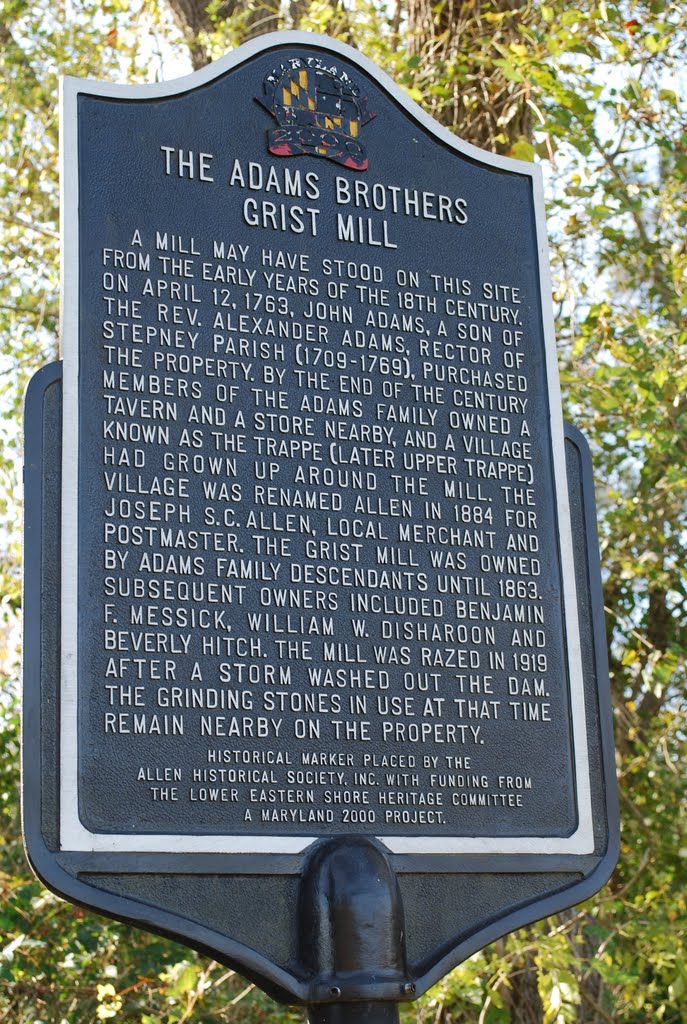 MARYLAND
2000
THE ADAMS BROTHERS
GRIST MILL
A MILL MAY HAVE STOOD ON THIS SITE
FROM THE EARLY YEARS OF THE 18TH CENTURY.
ON APRIL 12, 1763, JOHN ADAMS, A SON OF
THE REV. ALEXANDER ADAMS, RECTOR OF
STEPNEY PARISH (1709-1769), PURCHASED
THE PROPERTY. BY THE END OF THE CENTURY
MEMBERS OF THE ADAMS FAMILY OWNED A
TAVERN AND A STORE NEARBY, AND A VILLAGE
KNOWN AS THE TRAPPE (LATER UPPER TRAPPE)
HAD GROWN UP AROUND THE MILL. THE
VILLAGE WAS RENAMED ALLEN IN 1884 FOR
JOSEPH S.C. ALLEN, LOCAL MERCHANT AND
POSTMASTER. THE GRIST MILL WAS OWNED
BY ADAMS FAMILY DESCENDANTS UNTIL 1863.
SUBSEQUENT OWNERS INCLUDED BENJAMIN
F. MESSICK, WILLIAM W. DISHAROON AND
BEVERLY HITCH. THE MILL WAS RAZED IN 1919
AFTER A STORM WASHED OUT THE DAM.
THE GRINDING STONES IN USE AT THAT TIME
REMAIN NEARBY ON THE PROPERTY.
HISTORICAL MARKER PLACED BY THE
ALLEN HISTORICAL SOCIETY, INC. WITH FUNDING FROM
THE LOWER EASTERN SHORE HERITAGE COMMITTEE
A MARYLAND 2000 PROJECT.